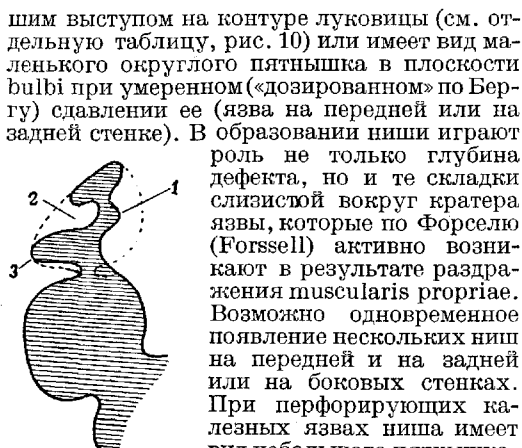 шим выступом на контуре луковицы (см. от-
дельную таблицу, рис. 10) или имеет вид ма-
ленького округлого пятнышка в плоскости
bulbi при умеренном («дозированном» по Бер-
гу) сдавлении ее (язва на передней или на
задней стенке). В образовании ниши играют
роль не только глубина
дефекта, но и те складки
слизистой вокруг кратера
язвы, которые по Форселю
(Forssell) активно возни-
кают в результате раздра-
жения muscularis propriae.
Возможно одновременное
появление нескольких ниш
на передней и на задней
или на боковых стенках.
При перфорирующих ка-
лезных язвах ниша имеет
вид небольшого пятнышка
2
1
3